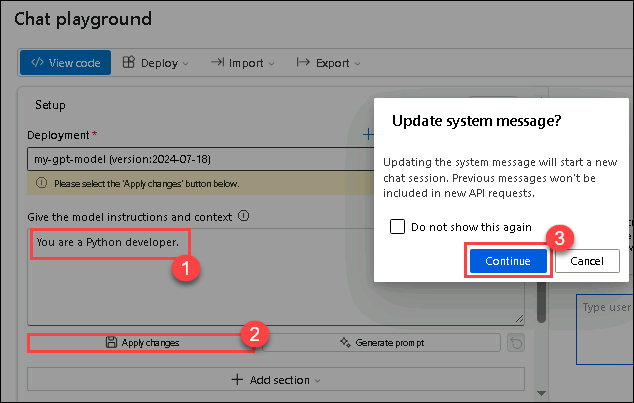 Chat playground
</> View code
Deploy
Import
Export
Setup
Deployment *
my-gpt-model (version:2024-07-18)
Please select the 'Apply changes' button below.
Give the model instructions and context
You are a Python developer.
1
Apply changes
2
Generate prompt
Add section
Update system message?
Updating the system message will start a new
chat session. Previous messages won't be
included in new API requests.
Do not show this again
3
Continue
Cancel
Type user